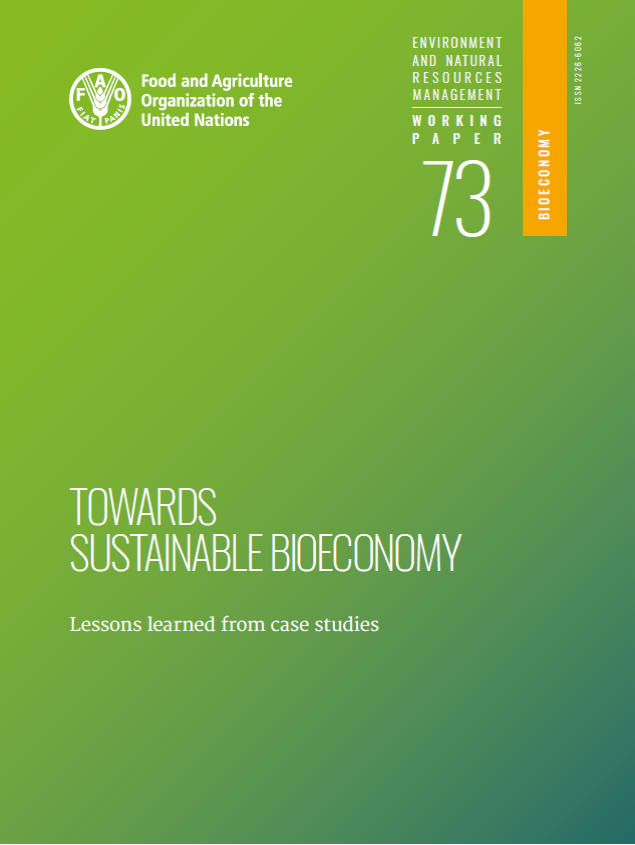 FAO
FIAT PANIS
Food and Agriculture
Organization of the
United Nations
ENVIRONMENT
AND NATURAL
RESOURCES
MANAGEMENT
WORKING
PAPER
73
BIOECONOMY
ISSN 2226-6062
TOWARDS
SUSTAINABLE BIOECONOMY
Lessons learned from case studies